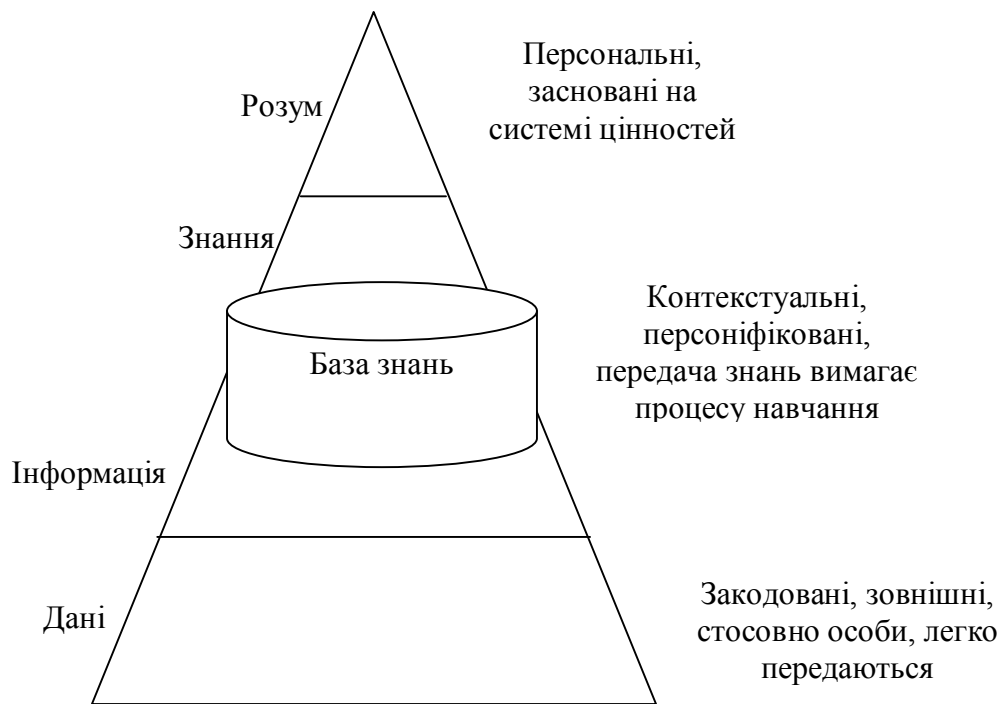 Розум
Персональні,
засновані на
системі цінностей
Знання
База знань
Контекстуальні,
персоніфіковані,
передача знань вимагає
процесу навчання
Інформація
Дані
Закодовані, зовнішні,
стосовно особи, легко
передаються